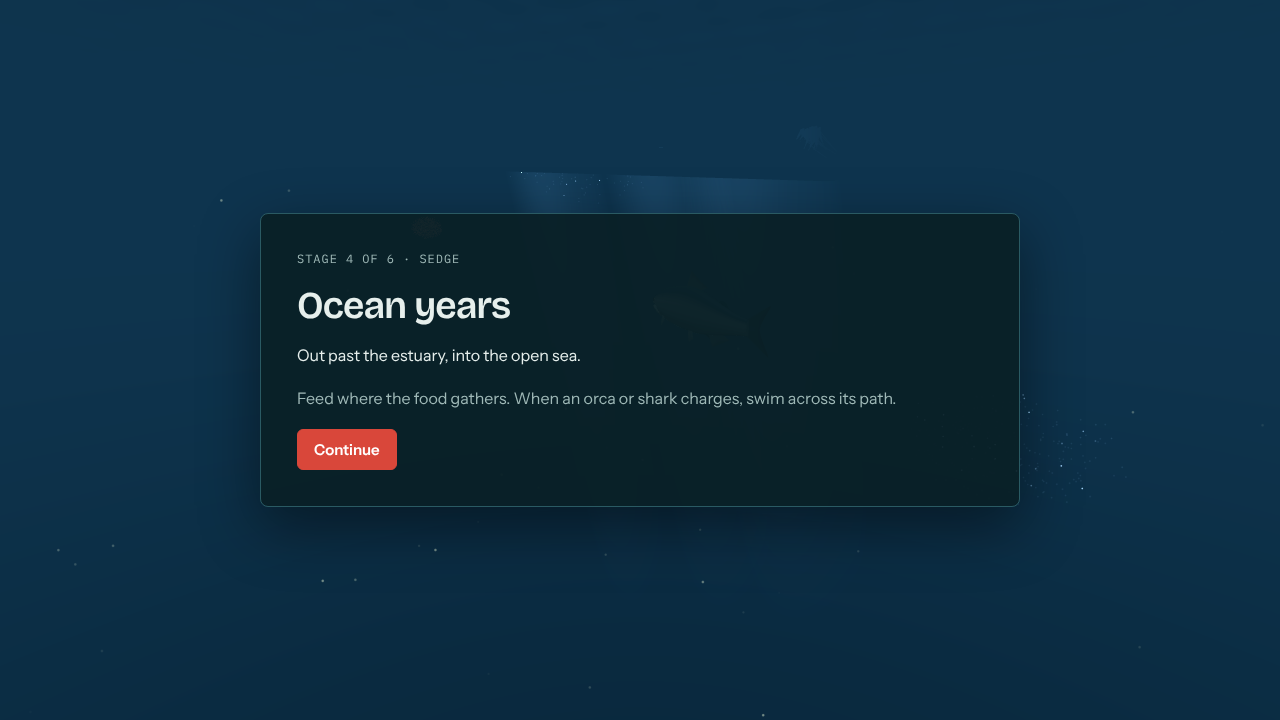 STAGE 4 OF 6 · SEDGE
Ocean years
Out past the estuary, into the open sea.
Feed where the food gathers. When an orca or shark charges, swim across its path.
Continue